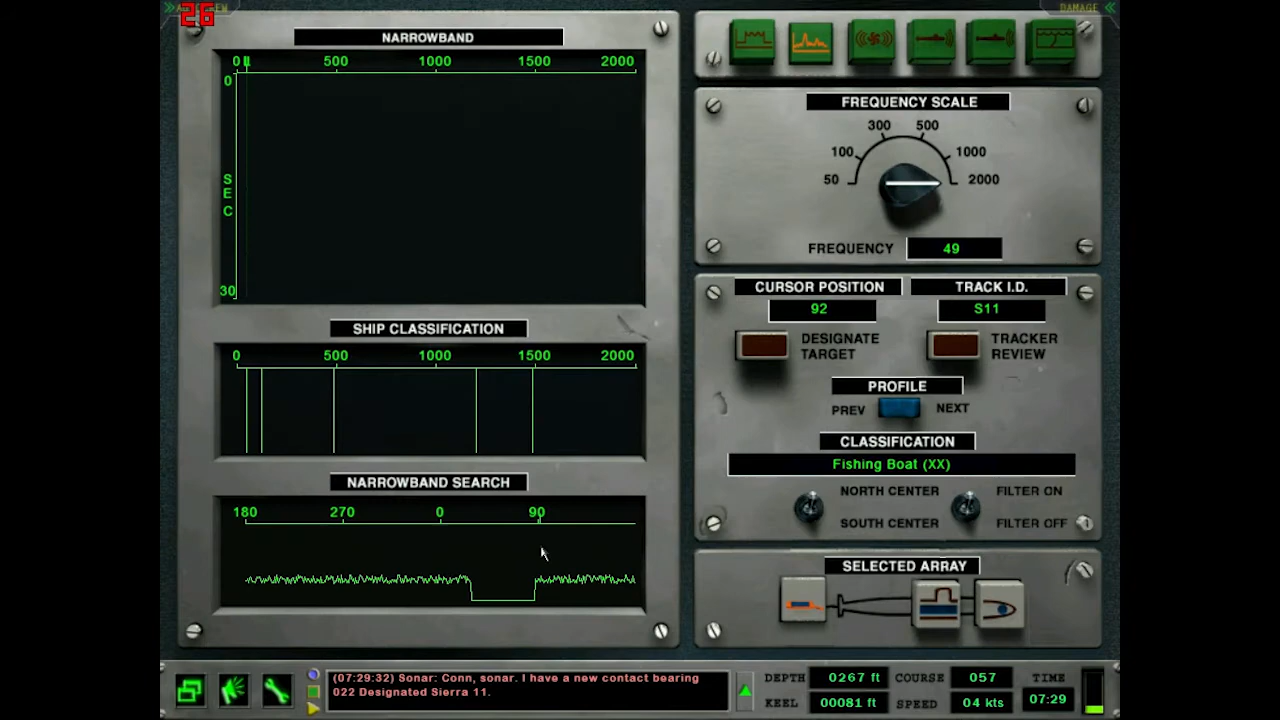 26
DAMAGE
NARROWBAND
0 500 1000 1500 2000
0
SEC
30
SHIP CLASSIFICATION
0 500 1000 1500 2000
NARROWBAND SEARCH
180 270 0 90
FREQUENCY SCALE
50 100 300 500 1000 2000
FREQUENCY 49
CURSOR POSITION
92
TRACK I.D.
S11
DESIGNATE TARGET
TRACKER REVIEW
PROFILE
PREV NEXT
CLASSIFICATION
Fishing Boat (XX)
NORTH CENTER
SOUTH CENTER
FILTER ON
FILTER OFF
SELECTED ARRAY
(07:29:32) Sonar: Conn, sonar. I have a new contact bearing
022 Designated Sierra 11.
DEPTH 0267 ft COURSE 057 TIME
KEEL 00081 ft SPEED 04 kts 07:29